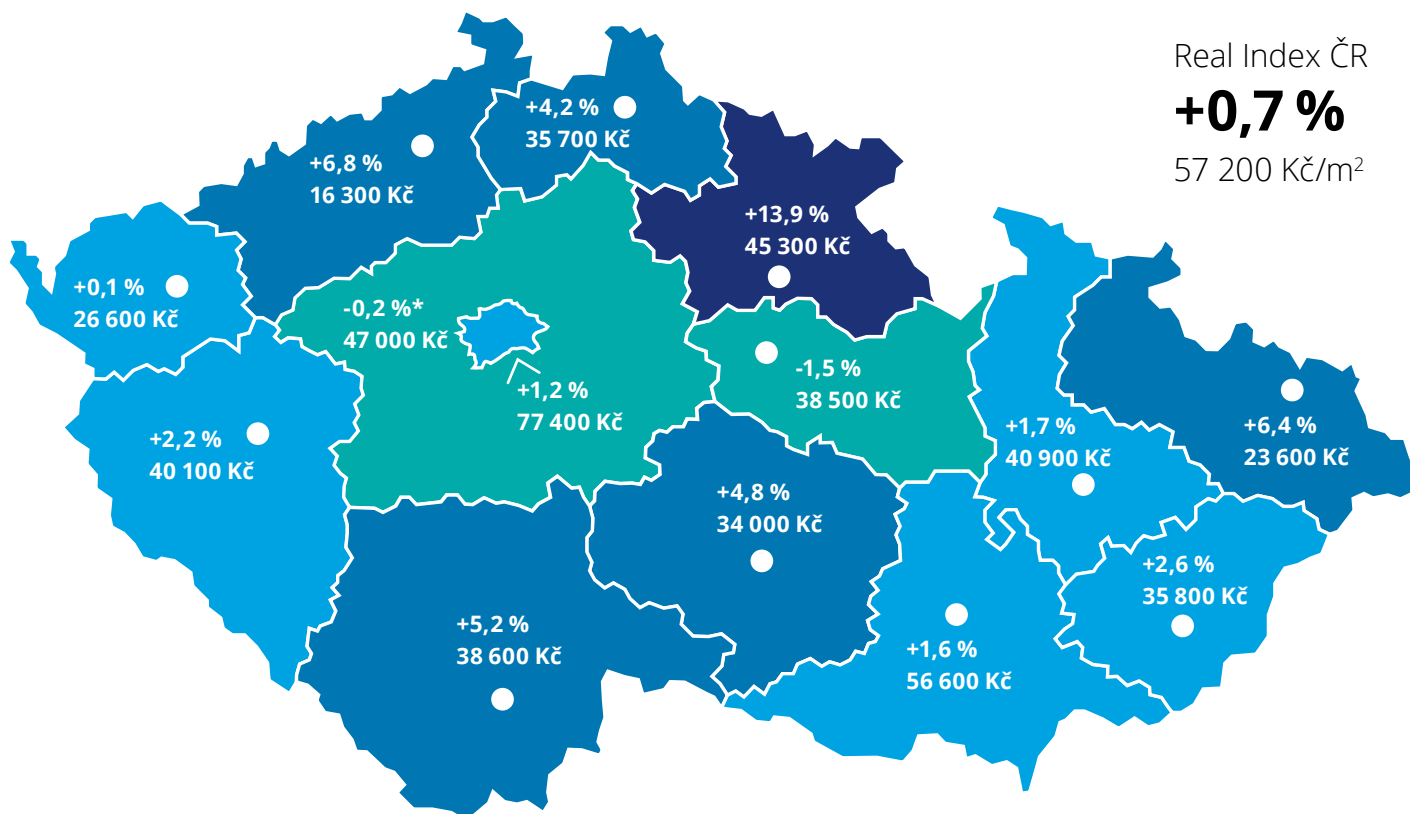 Real Index ČR
+0,7 %
57 200 Kč/m²
+4,2 %
35 700 Kč
+6,8 %
16 300 Kč
+13,9 %
45 300 Kč
+0,1 %
26 600 Kč
-0,2 %*
47 000 Kč
+1,2 %
77 400 Kč
-1,5 %
38 500 Kč
+2,2 %
40 100 Kč
+1,7 %
40 900 Kč
+6,4 %
23 600 Kč
+4,8 %
34 000 Kč
+2,6 %
35 800 Kč
+5,2 %
38 600 Kč
+1,6 %
56 600 Kč